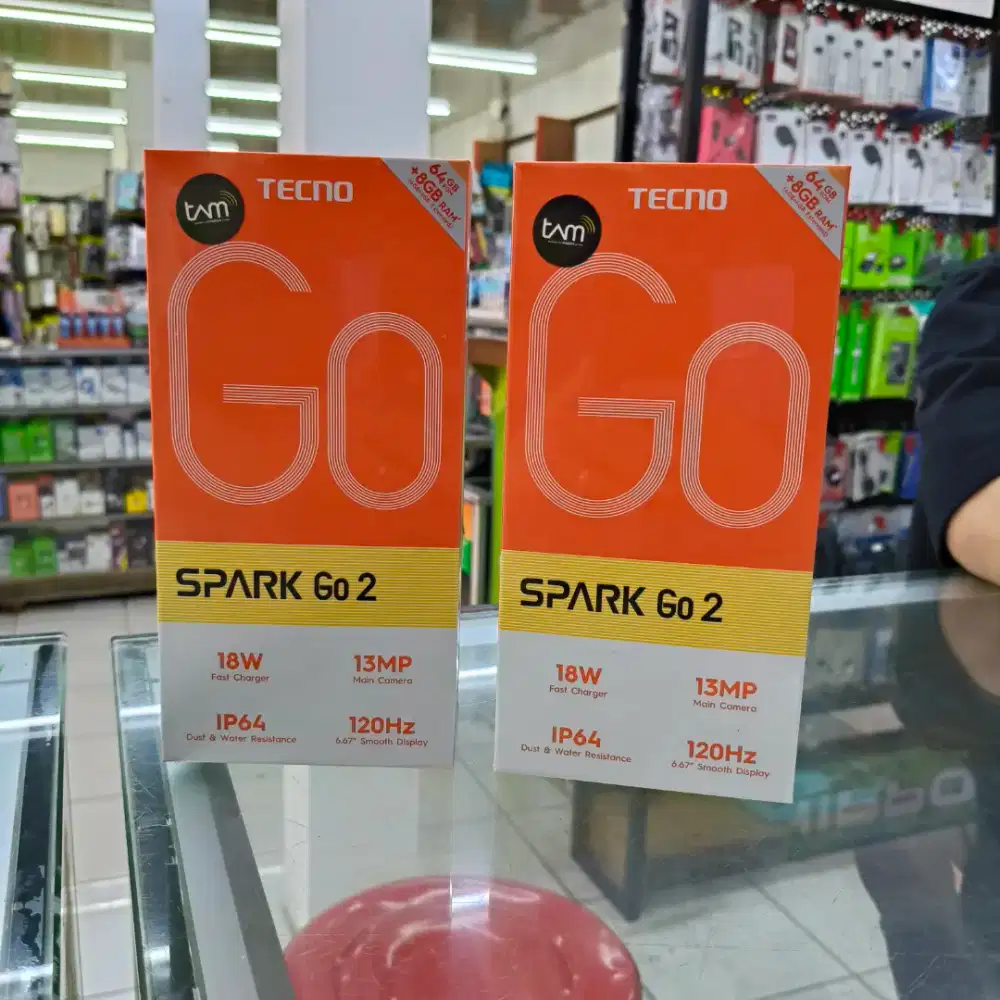 tam
TECNO
64GB
+8GB RAM*
Go
SPARK Go 2
18W
Fast Charger
13MP
Main Camera
IP64
Dust & Water Resistance
120Hz
6.67" Smooth Display
tam
TECNO
64GB
+8GB RAM*
Go
SPARK Go 2
18W
Fast Charger
13MP
Main Camera
IP64
Dust & Water Resistance
120Hz
6.67" Smooth Display